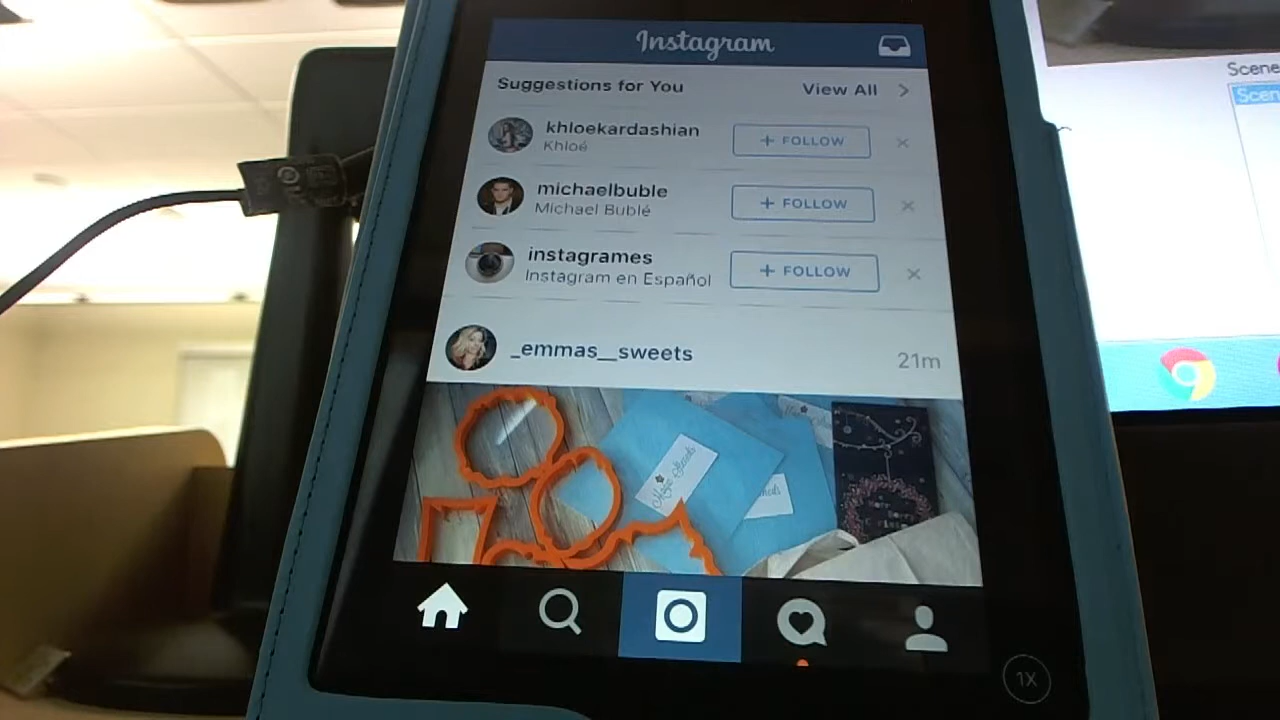 Instagram
Suggestions for You
View All
khloekardashian
Khloé
+ FOLLOW
michaelbuble
Michael Bublé
+ FOLLOW
instagrames
Instagram en Español
+ FOLLOW
_emmas__sweets
21m
1X
Scene
Scen